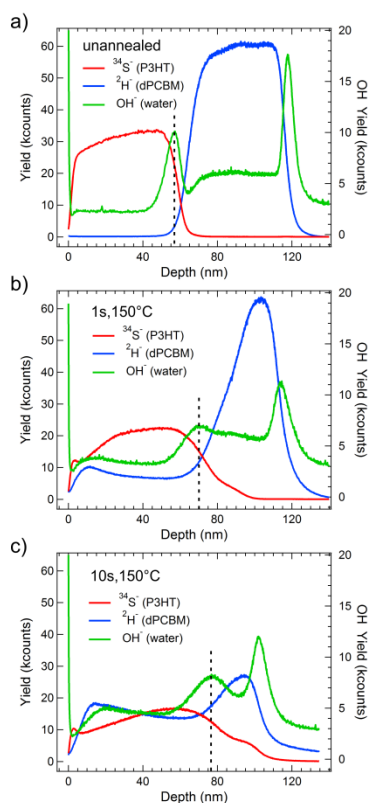 a)
unannealed
³⁴S⁻ (P3HT)
²H⁻ (dPCBM)
OH⁻ (water)
Yield (kcounts)
60
50
40
30
20
10
0
20
15
10
5
0
OH Yield (kcounts)
0 40 80 120
Depth (nm)
b)
1s,150°C
³⁴S⁻ (P3HT)
²H⁻ (dPCBM)
OH⁻ (water)
Yield (kcounts)
60
50
40
30
20
10
0
20
15
10
5
0
OH Yield (kcounts)
0 40 80 120
Depth (nm)
c)
10s,150°C
³⁴S⁻ (P3HT)
²H⁻ (dPCBM)
OH⁻ (water)
Yield (kcounts)
60
50
40
30
20
10
0
20
15
10
5
0
OH Yield (kcounts)
0 40 80 120
Depth (nm)